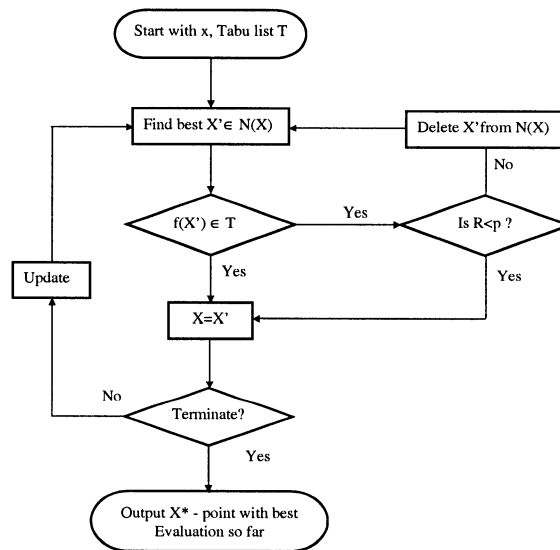 Start with x, Tabu list T
Find best X'∈ N(X)
Delete X'from N(X)
No
f(X') ∈ T
Yes
Is R<p ?
Update
Yes
Yes
X=X'
No
Terminate?
Yes
Output X* - point with best
Evaluation so far